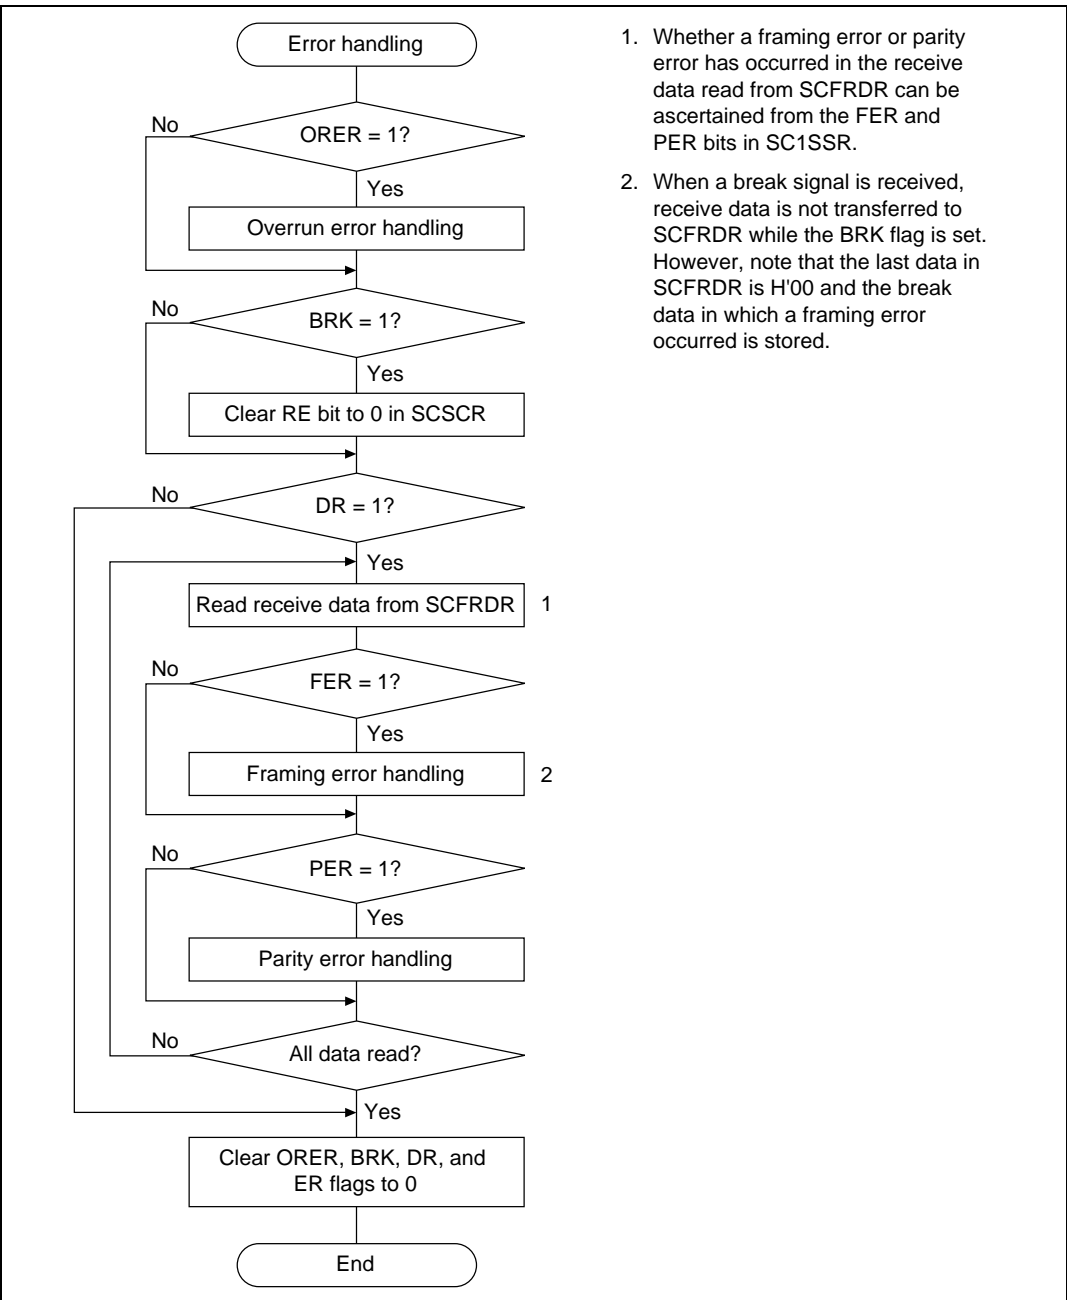 Error handling
No
ORER = 1?
Yes
Overrun error handling
No
BRK = 1?
Yes
Clear RE bit to 0 in SCSCR
No
DR = 1?
Yes
Read receive data from SCFRDR
1
No
FER = 1?
Yes
Framing error handling
2
No
PER = 1?
Yes
Parity error handling
No
All data read?
Yes
Clear ORER, BRK, DR, and
ER flags to 0
End
1. Whether a framing error or parity
error has occurred in the receive
data read from SCFRDR can be
ascertained from the FER and
PER bits in SC1SSR.
2. When a break signal is received,
receive data is not transferred to
SCFRDR while the BRK flag is set.
However, note that the last data in
SCFRDR is H'00 and the break
data in which a framing error
occurred is stored.